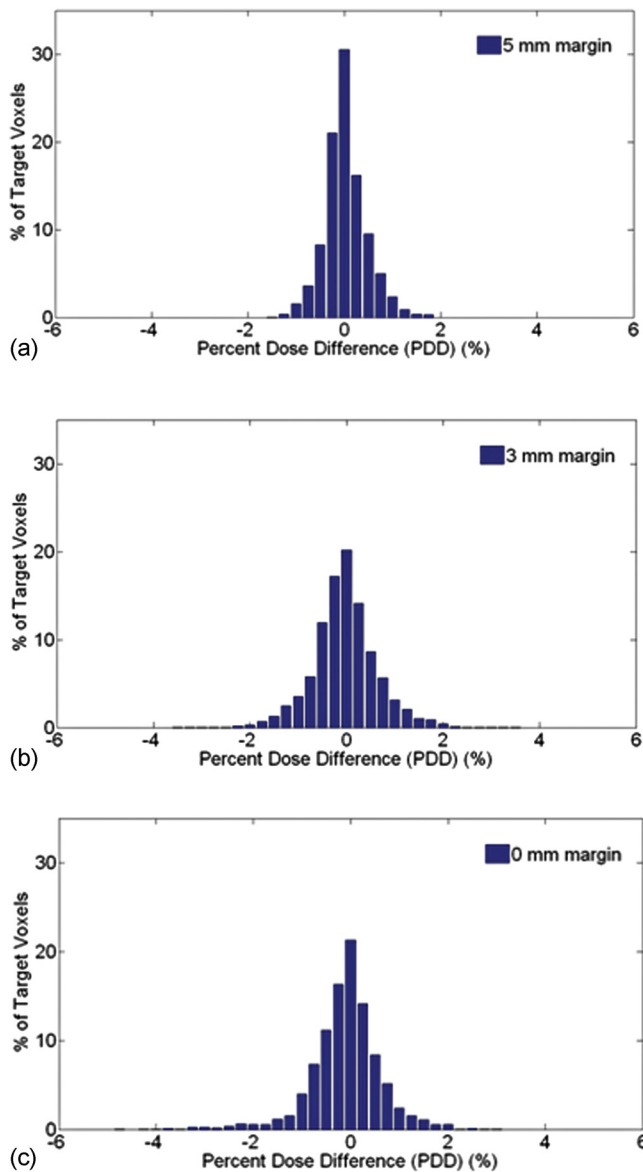 30
20
10
0
% of Target Voxels
5 mm margin
-6 -4 -2 0 2 4 6
Percent Dose Difference (PDD) (%)
(a)
30
20
10
0
% of Target Voxels
3 mm margin
-6 -4 -2 0 2 4 6
Percent Dose Difference (PDD) (%)
(b)
30
20
10
0
% of Target Voxels
0 mm margin
-6 -4 -2 0 2 4 6
Percent Dose Difference (PDD) (%)
(c)